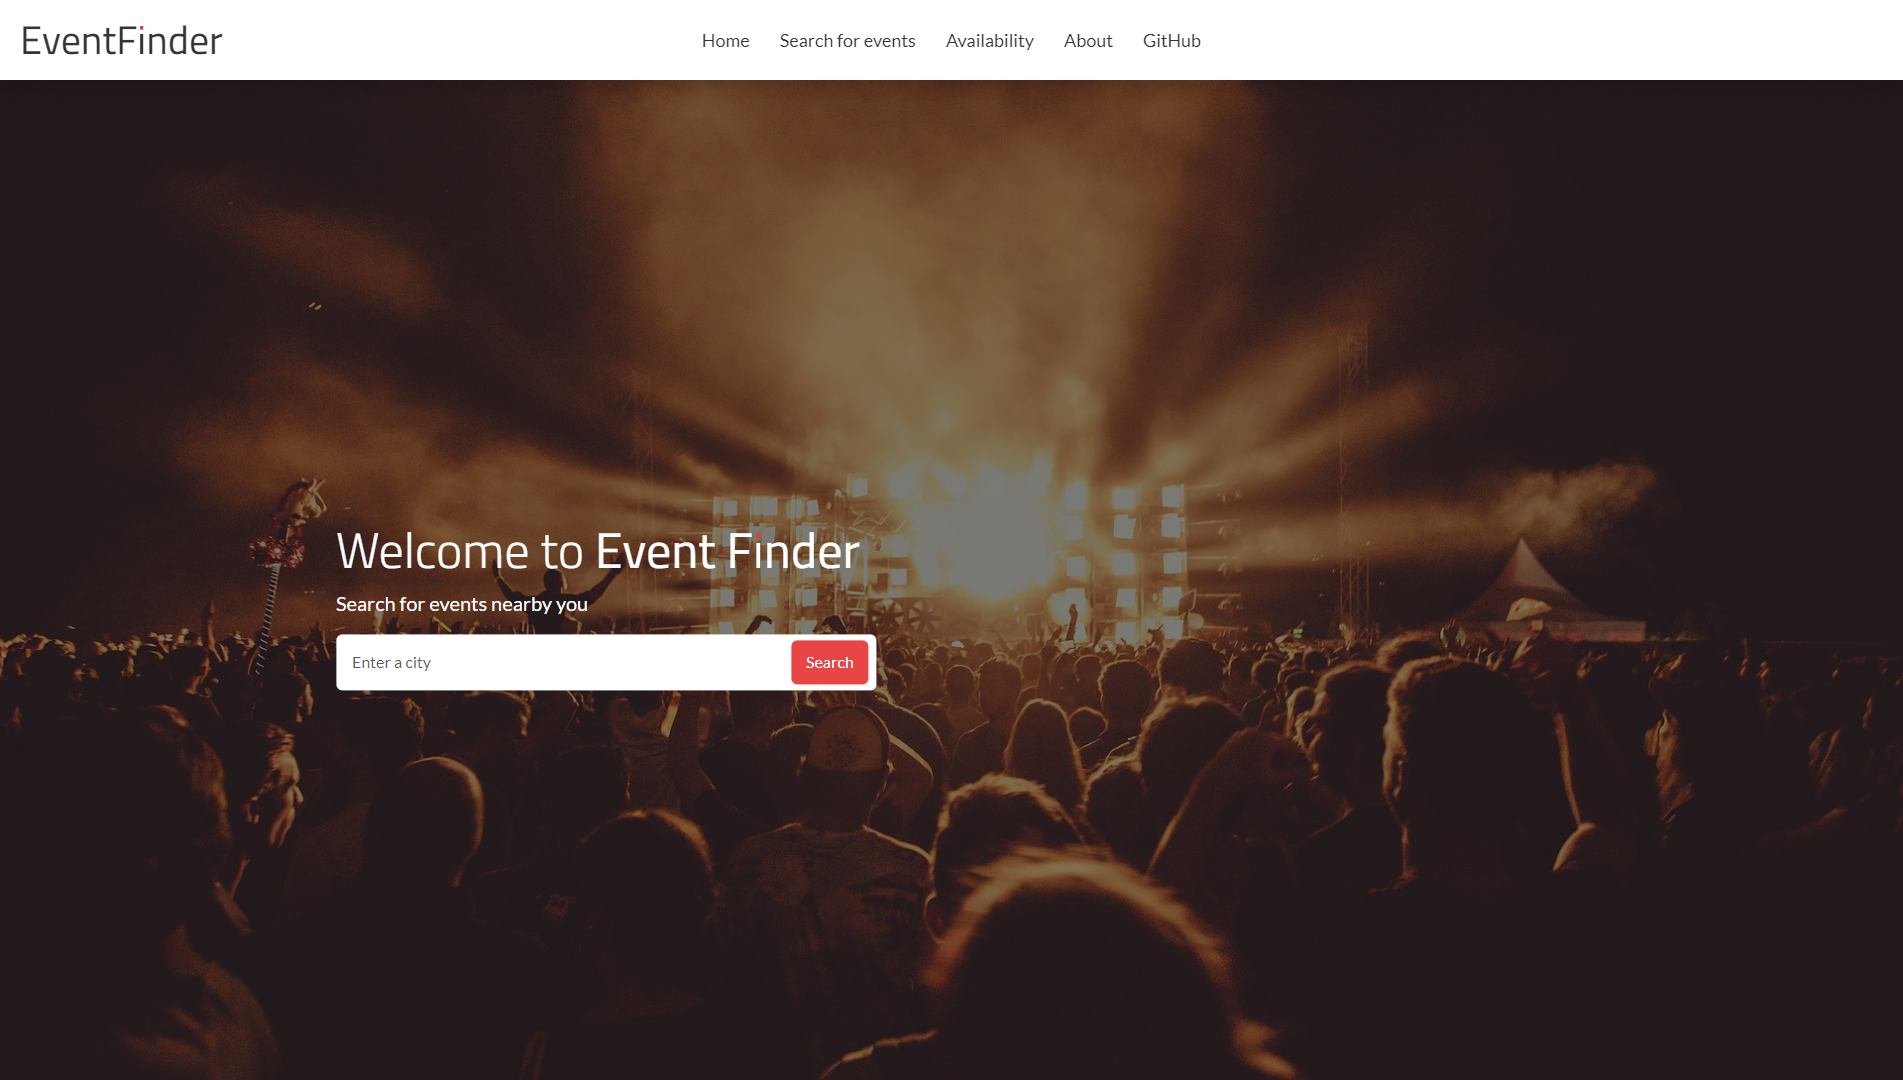 EventFinder
Home Search for events Availability About GitHub
Welcome to Event Finder
Search for events nearby you
Enter a city Search